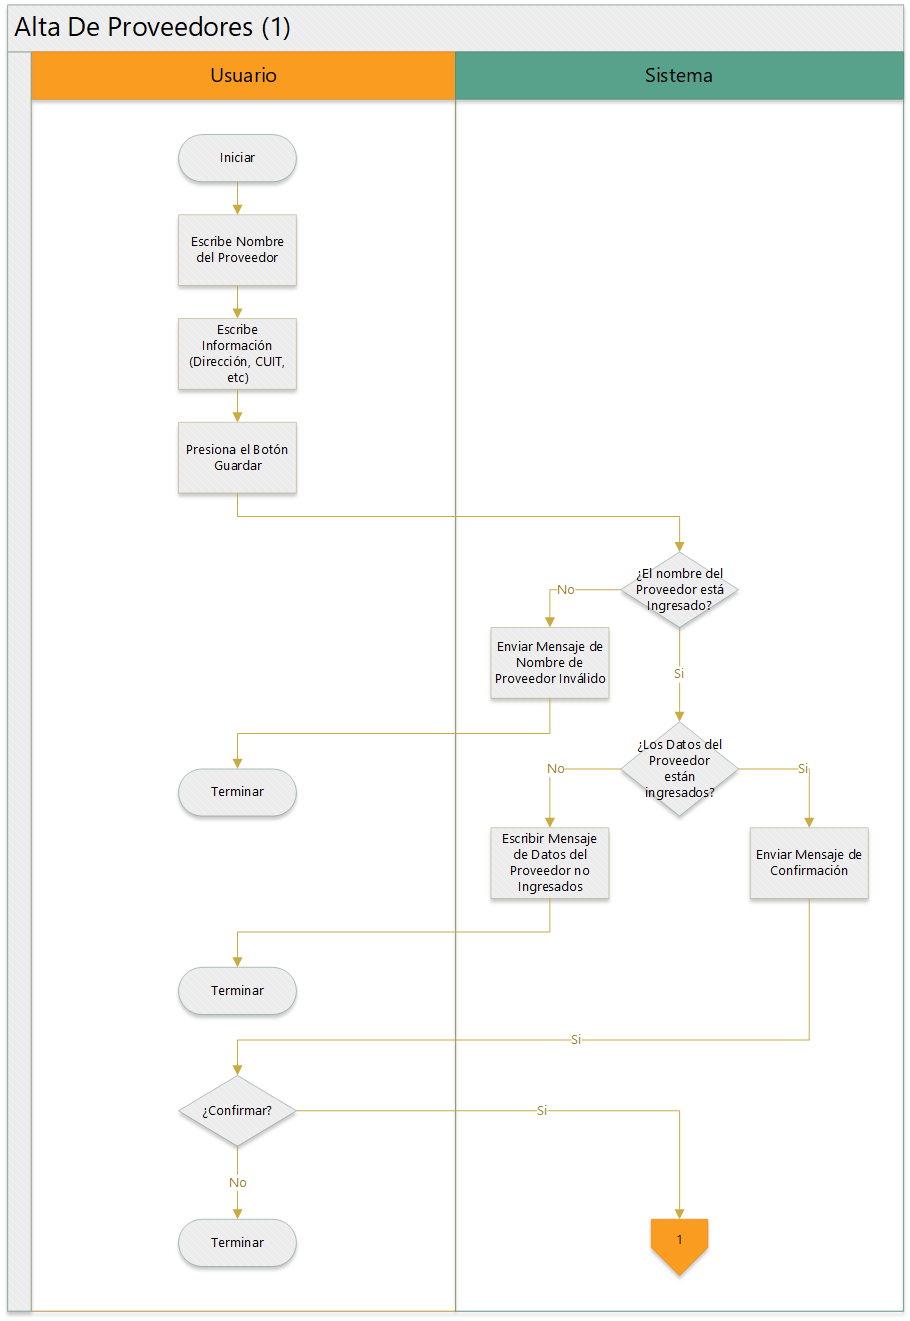 Alta De Proveedores (1)
Usuario
Sistema
Iniciar
Escribe Nombre
del Proveedor
Escribe
Información
(Dirección, CUIT,
etc)
Presiona el Botón
Guardar
¿El nombre del
Proveedor está
Ingresado?
No
Enviar Mensaje de
Nombre de
Proveedor Inválido
Si
Terminar
¿Los Datos del
Proveedor
están
ingresados?
No
Si
Escribir Mensaje
de Datos del
Proveedor no
Ingresados
Enviar Mensaje de
Confirmación
Terminar
Si
¿Confirmar?
Si
No
Terminar
1